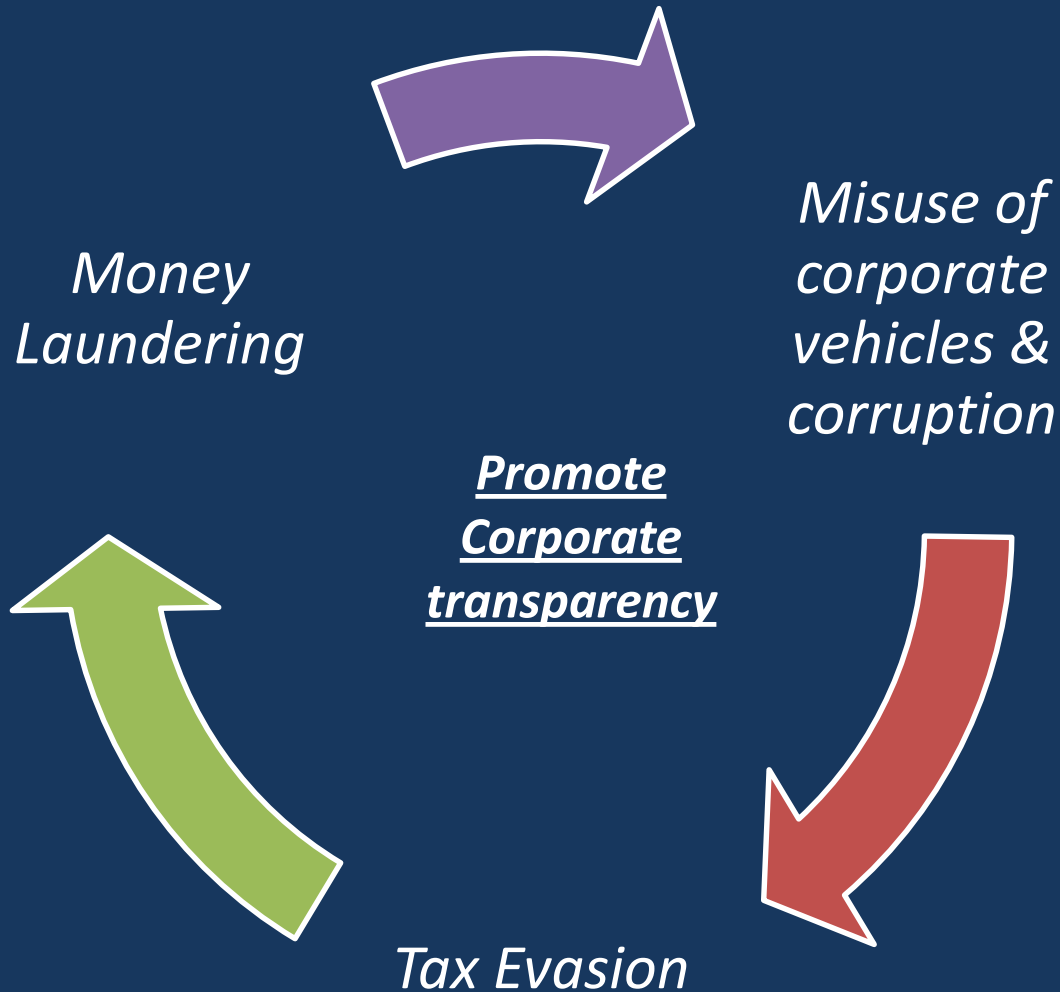 Misuse of
corporate
vehicles &
corruption
Money
Laundering
Promote
Corporate
transparency
Tax Evasion